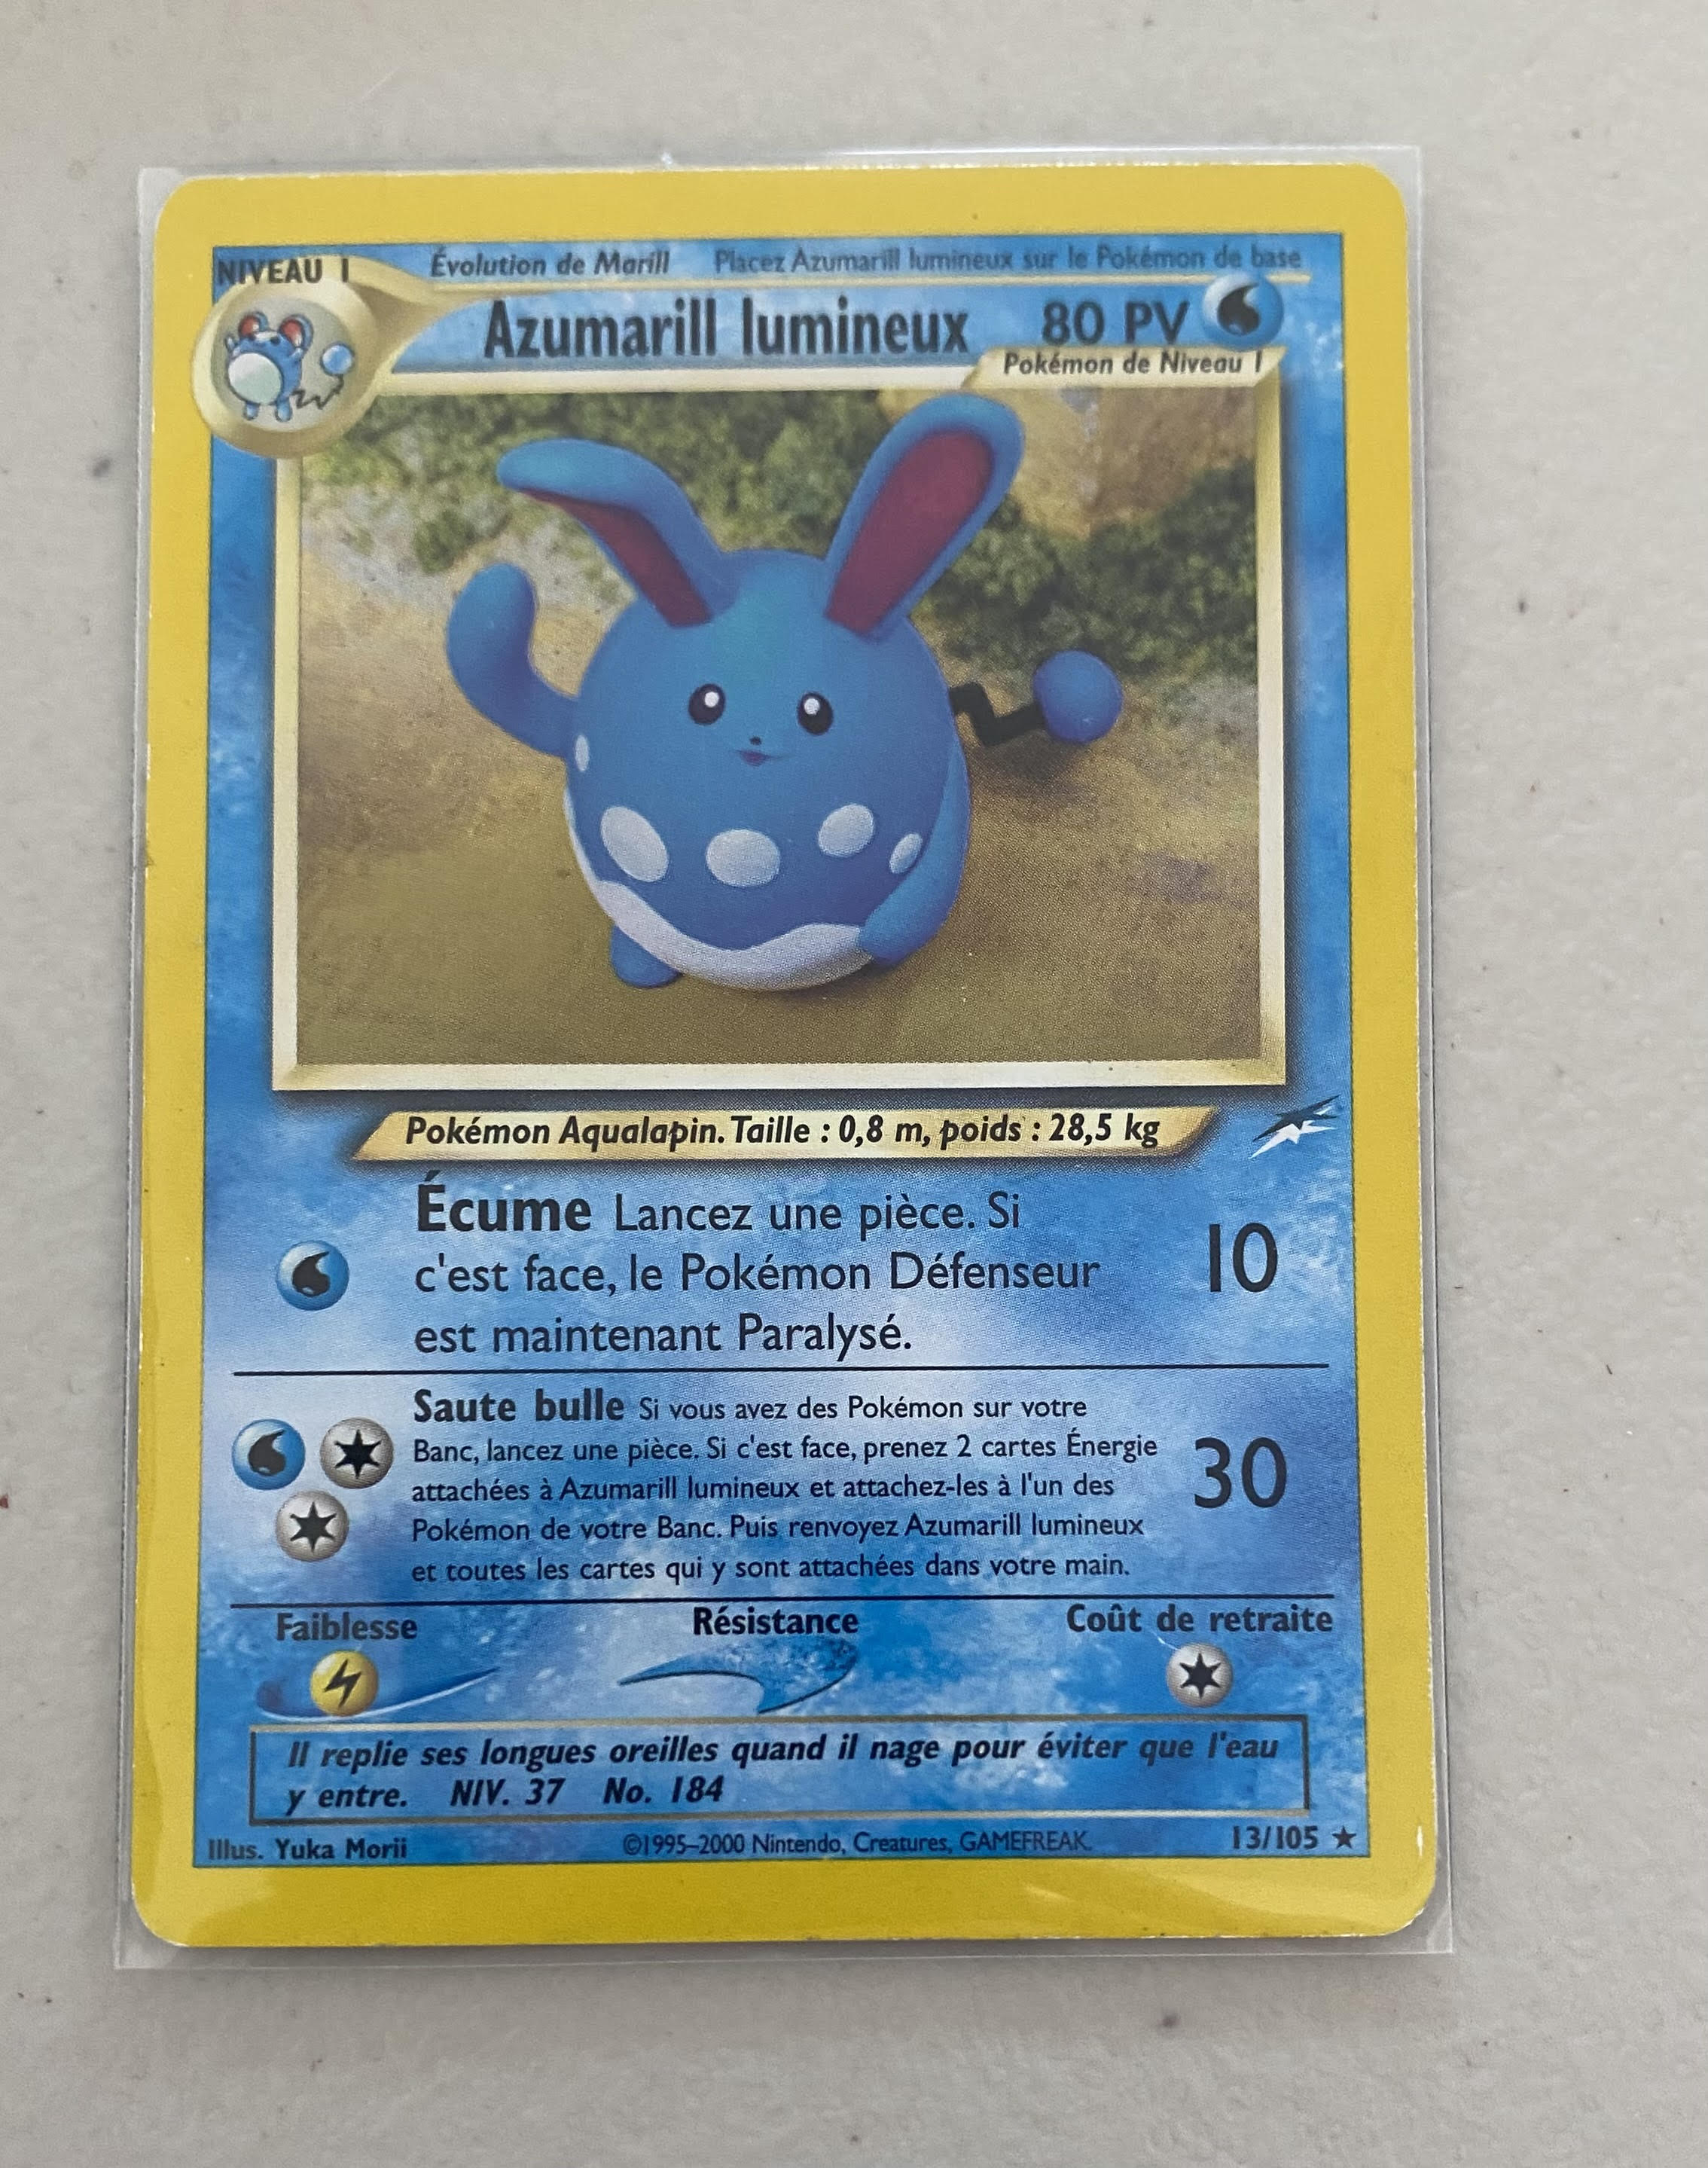 NIVEAU 1
Évolution de Marill Placez Azumarill lumineux sur le Pokémon de base
Azumarill lumineux 80 PV
Pokémon de Niveau 1
Pokémon Aqualapin. Taille : 0,8 m, poids : 28,5 kg
Écume Lancez une pièce. Si
c'est face, le Pokémon Défenseur
est maintenant Paralysé.
10
Saute bulle Si vous avez des Pokémon sur votre
Banc, lancez une pièce. Si c'est face, prenez 2 cartes Énergie
attachées à Azumarill lumineux et attachez-les à l'un des
Pokémon de votre Banc. Puis renvoyez Azumarill lumineux
et toutes les cartes qui y sont attachées dans votre main.
30
Faiblesse Résistance Coût de retraite
Il replie ses longues oreilles quand il nage pour éviter que l'eau
y entre. NIV. 37 No. 184
Illus. Yuka Morii ©1995–2000 Nintendo, Creatures, GAMEFREAK. 13/105 ★